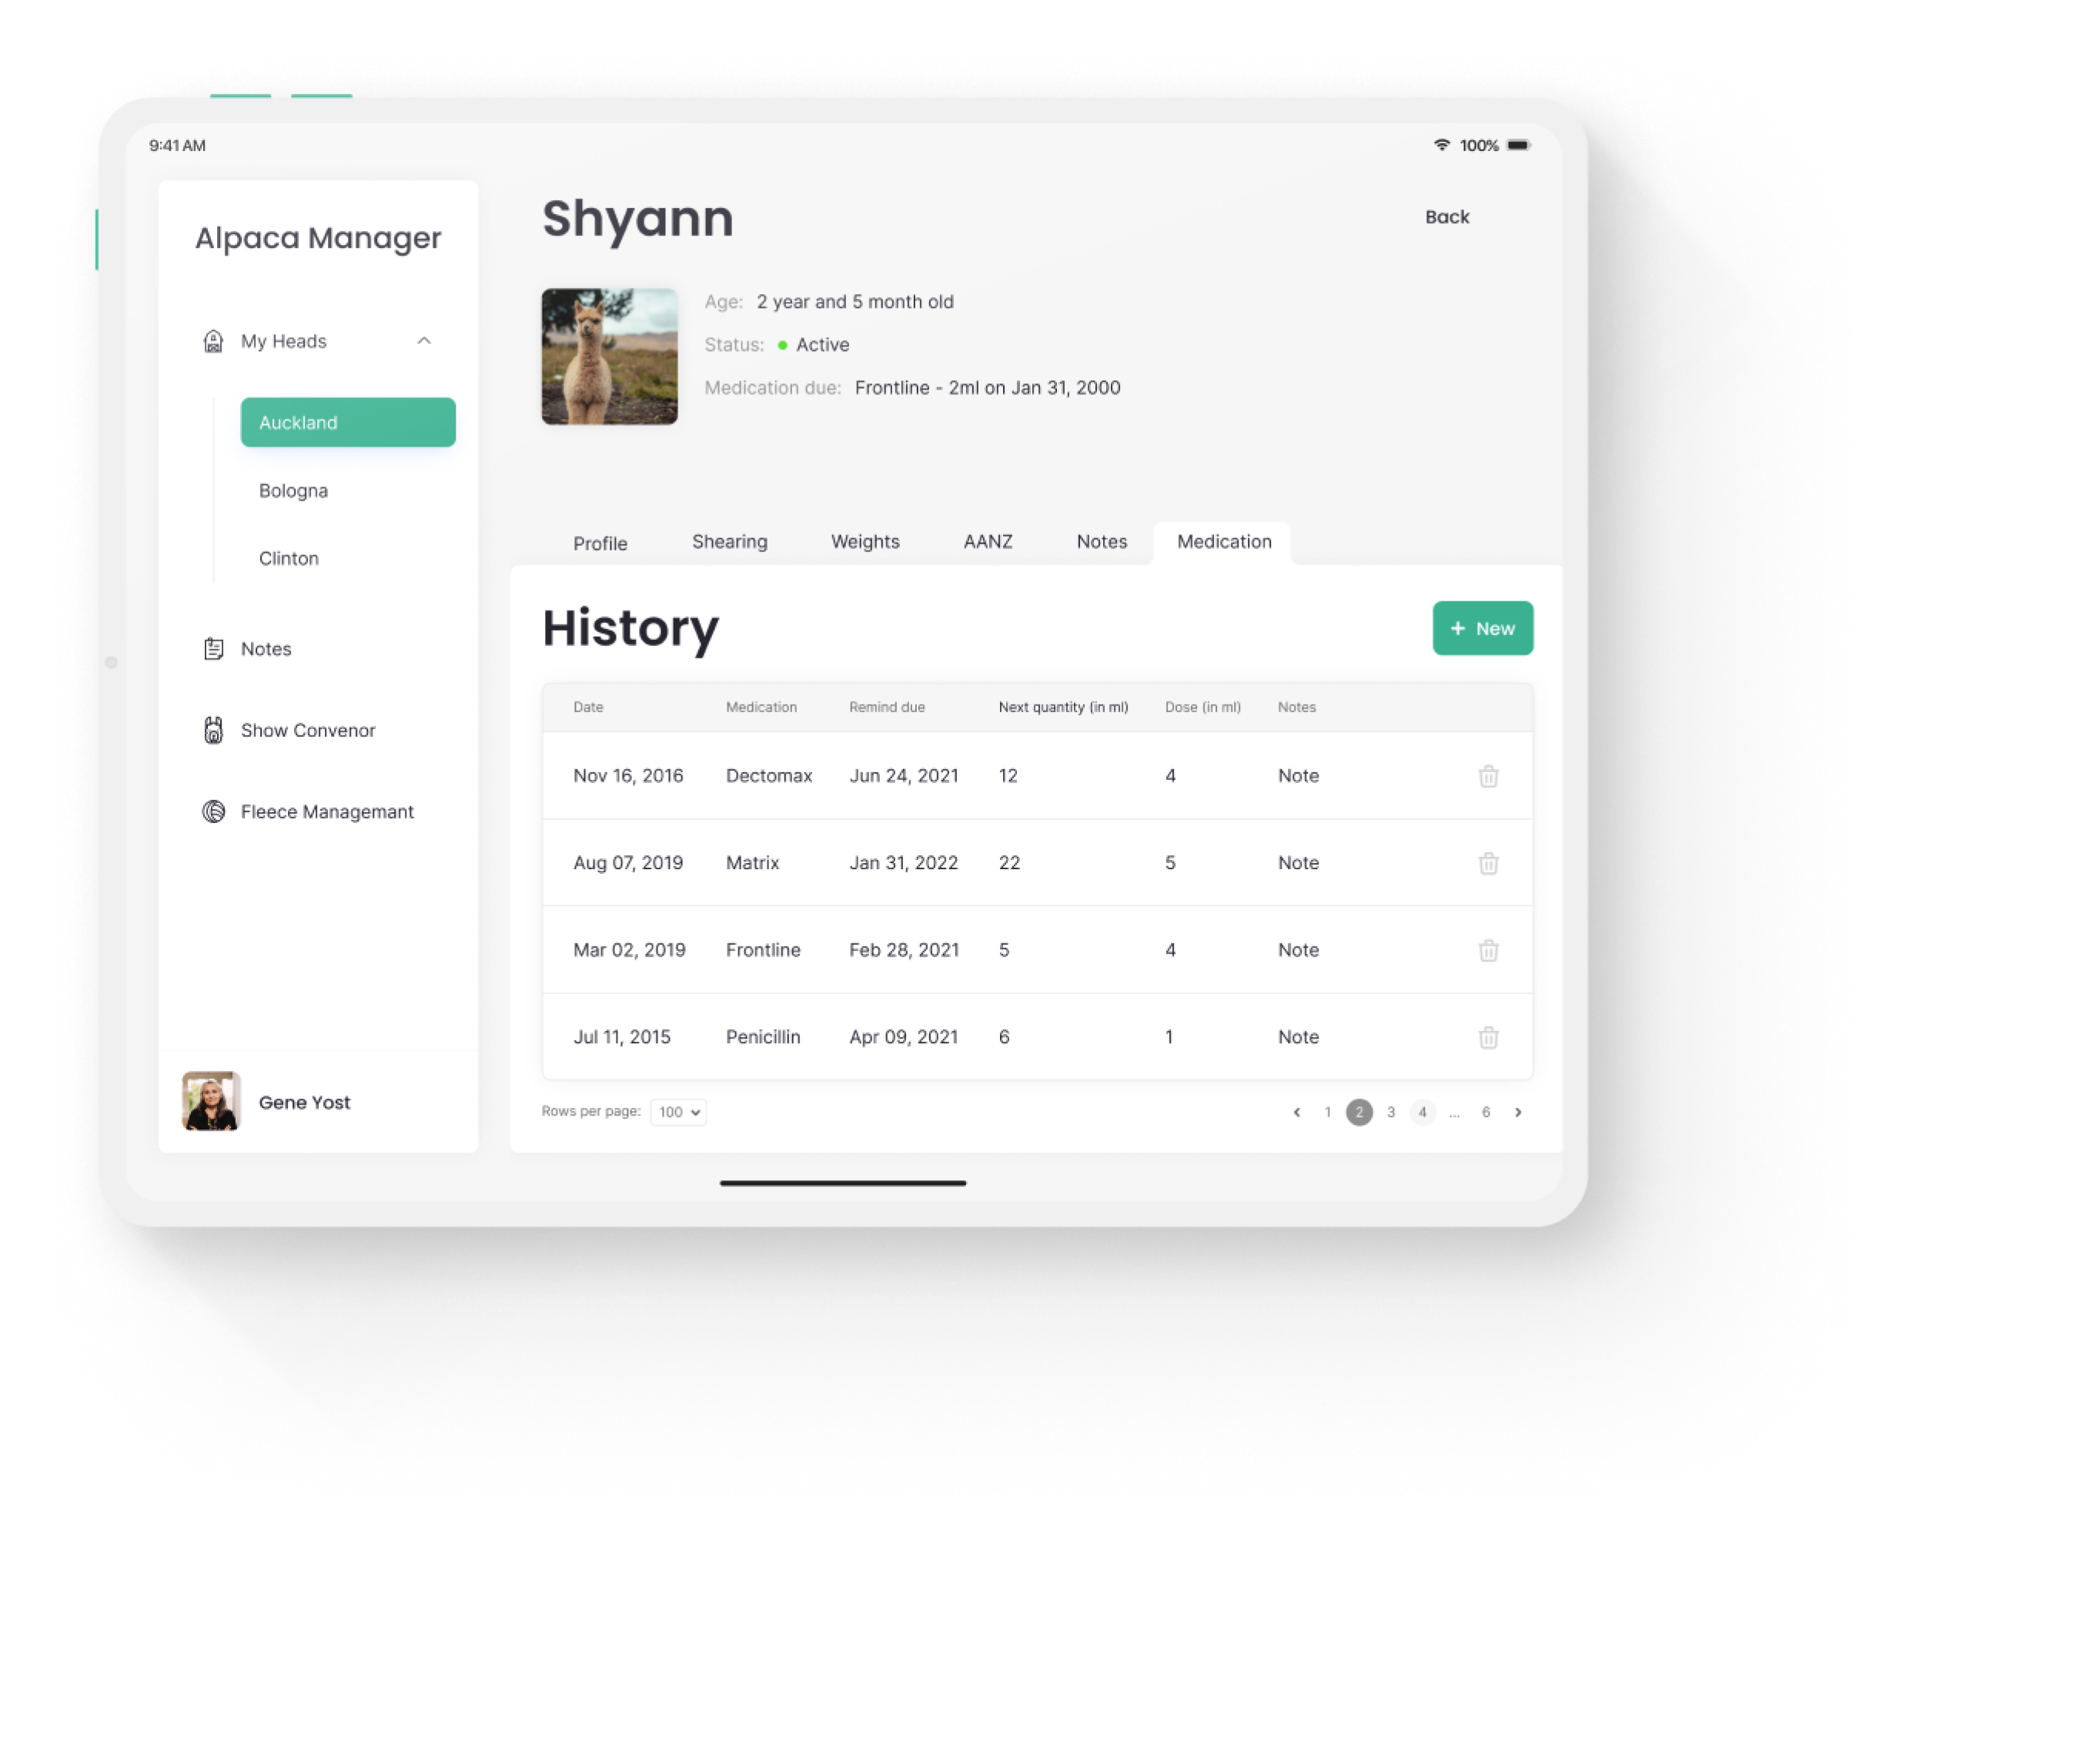 9:41 AM
100%
Alpaca Manager
My Heads
Auckland
Bologna
Clinton
Notes
Show Convenor
Fleece Managemant
Gene Yost
Shyann
Back
Age: 2 year and 5 month old
Status: Active
Medication due: Frontline - 2ml on Jan 31, 2000
Profile Shearing Weights AANZ Notes Medication
History
+ New
Date Medication Remind due Next quantity (in ml) Dose (in ml) Notes
Nov 16, 2016 Dectomax Jun 24, 2021 12 4 Note
Aug 07, 2019 Matrix Jan 31, 2022 22 5 Note
Mar 02, 2019 Frontline Feb 28, 2021 5 4 Note
Jul 11, 2015 Penicillin Apr 09, 2021 6 1 Note
Rows per page: 100
1 2 3 4 ... 6